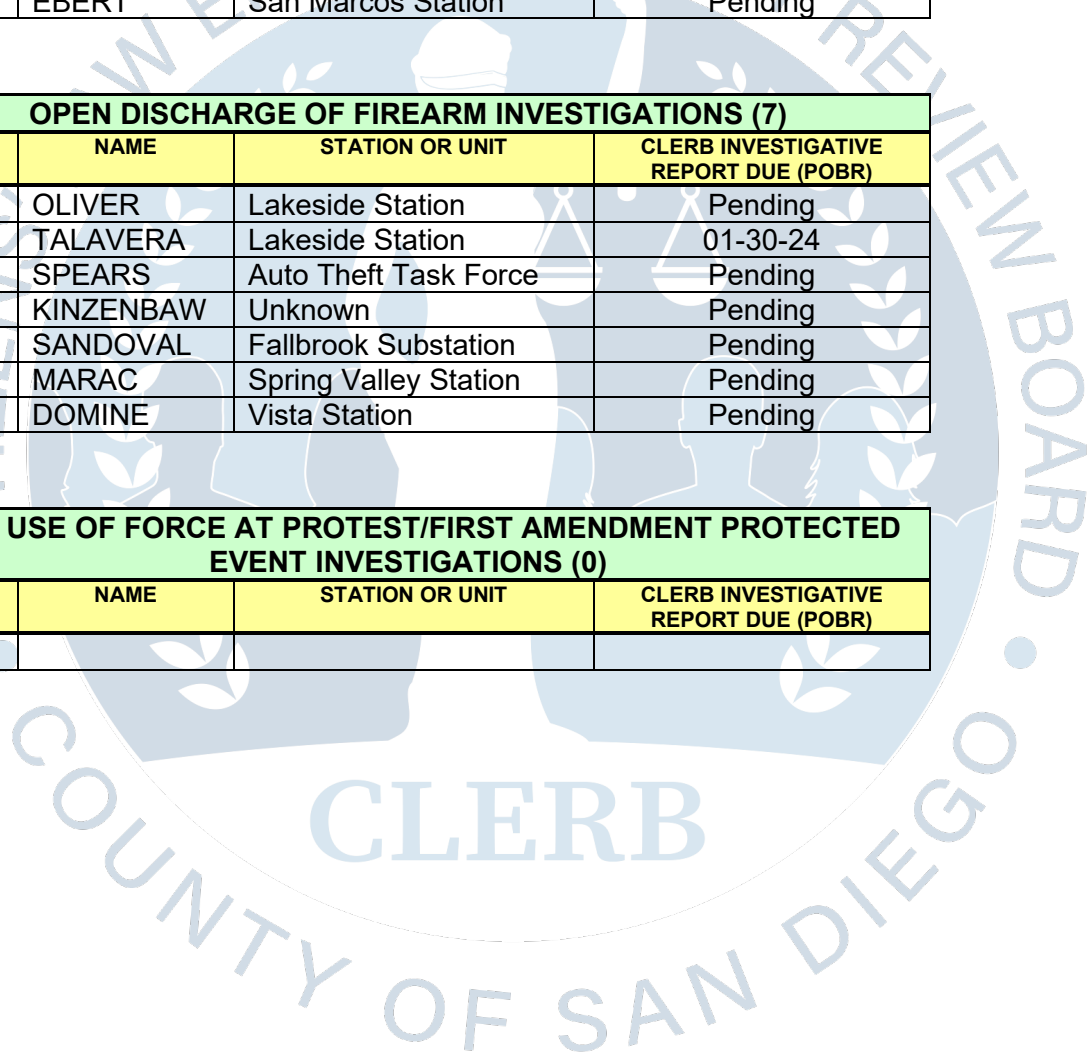 EBERT San Marcos Station Pending
OPEN DISCHARGE OF FIREARM INVESTIGATIONS (7)
NAME STATION OR UNIT CLERB INVESTIGATIVE
REPORT DUE (POBR)
OLIVER Lakeside Station Pending
TALAVERA Lakeside Station 01-30-24
SPEARS Auto Theft Task Force Pending
KINZENBAW Unknown Pending
SANDOVAL Fallbrook Substation Pending
MARAC Spring Valley Station Pending
DOMINE Vista Station Pending
USE OF FORCE AT PROTEST/FIRST AMENDMENT PROTECTED
EVENT INVESTIGATIONS (0)
NAME STATION OR UNIT CLERB INVESTIGATIVE
REPORT DUE (POBR)
REVIEW BOARD
CLERB
COUNTY OF SAN DIEGO